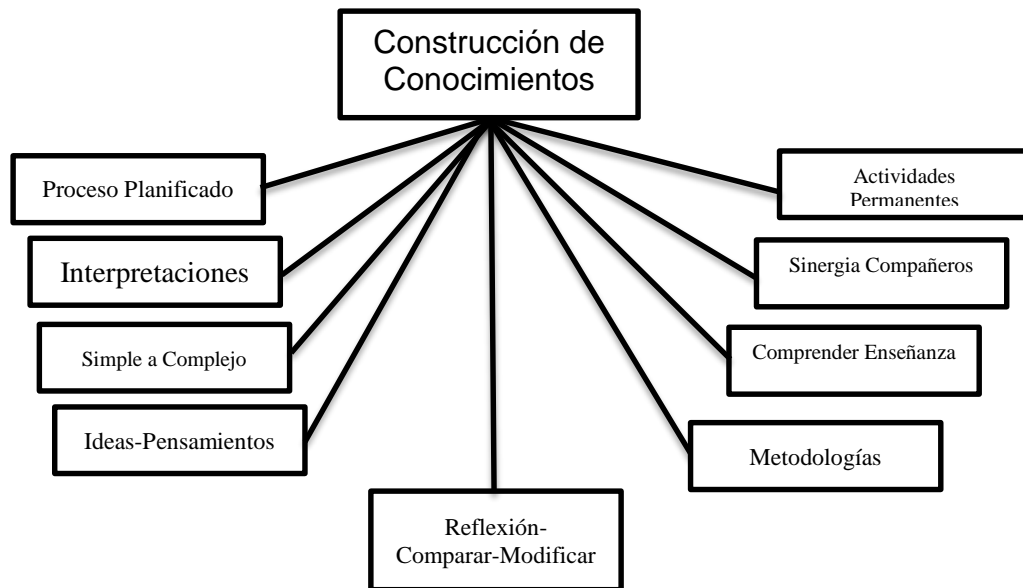 Construcción de
Conocimientos
Proceso Planificado
Actividades
Permanentes
Interpretaciones
Sinergia Compañeros
Simple a Complejo
Comprender Enseñanza
Ideas-Pensamientos
Metodologías
Reflexión-
Comparar-Modificar